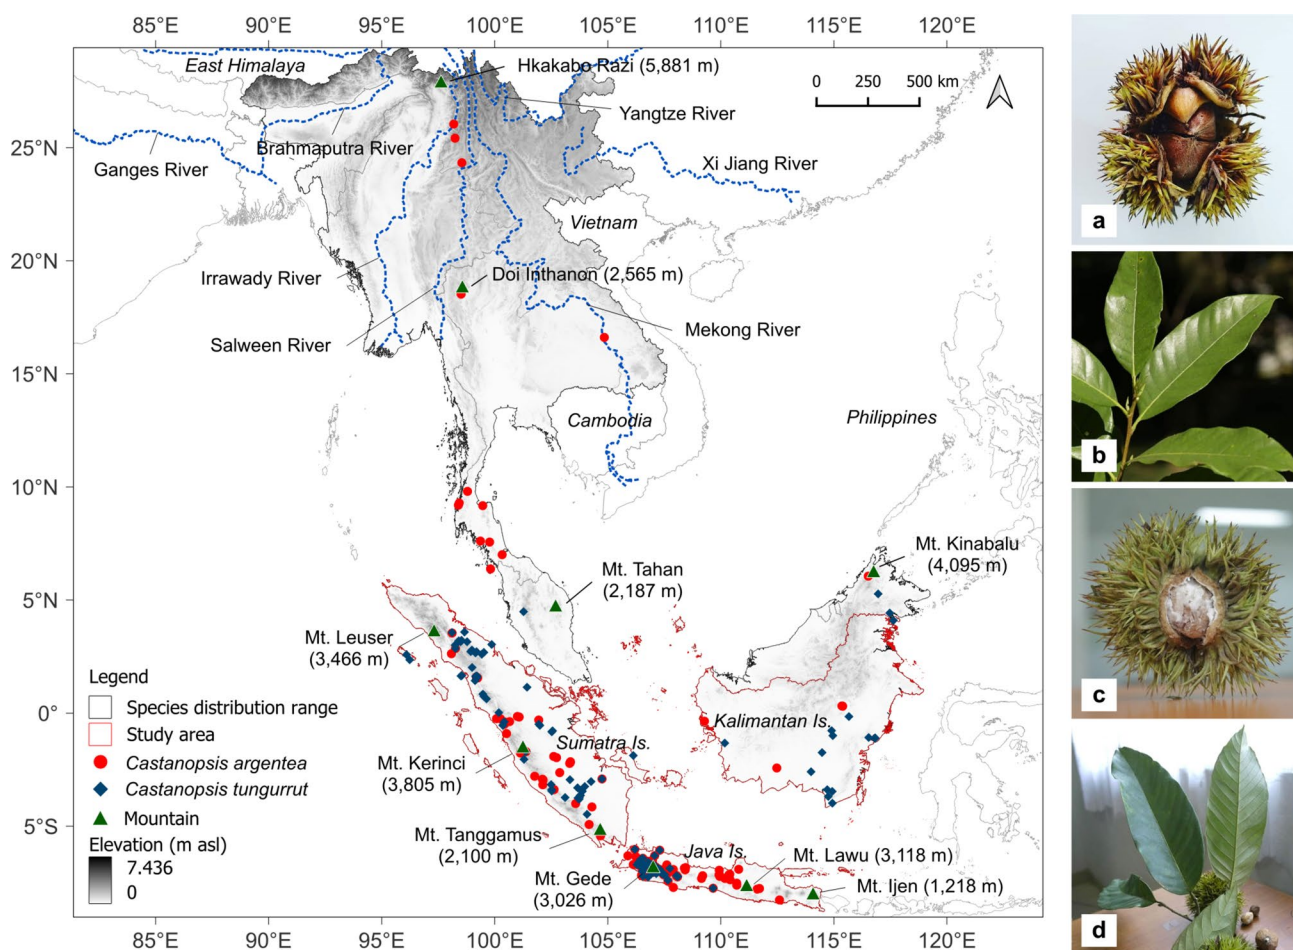 85°E 90°E 95°E 100°E 105°E 110°E 115°E 120°E
East Himalaya
Hkakabo Razi (5,881 m)
0 250 500 km
Yangtze River
25°N
Brahmaputra River
Ganges River
Xi Jiang River
a
Vietnam
20°N
Irrawady River
Doi Inthanon (2,565 m)
Salween River
Mekong River
15°N
Cambodia
Philippines
b
10°N
Mt. Kinabalu
(4,095 m)
Mt. Tahan
(2,187 m)
5°N
Mt. Leuser
(3,466 m)
c
Legend
Species distribution range
Study area
Castanopsis argentea
Castanopsis tungurrut
Mountain
Elevation (m asl)
7.436
0
0°
Kalimantan Is.
Sumatra Is.
Mt. Kerinci
(3,805 m)
5°S
Mt. Tanggamus
(2,100 m)
Java Is.
Mt. Lawu (3,118 m)
Mt. Gede
(3,026 m)
Mt. Ijen (1,218 m)
d
85°E 90°E 95°E 100°E 105°E 110°E 115°E 120°E